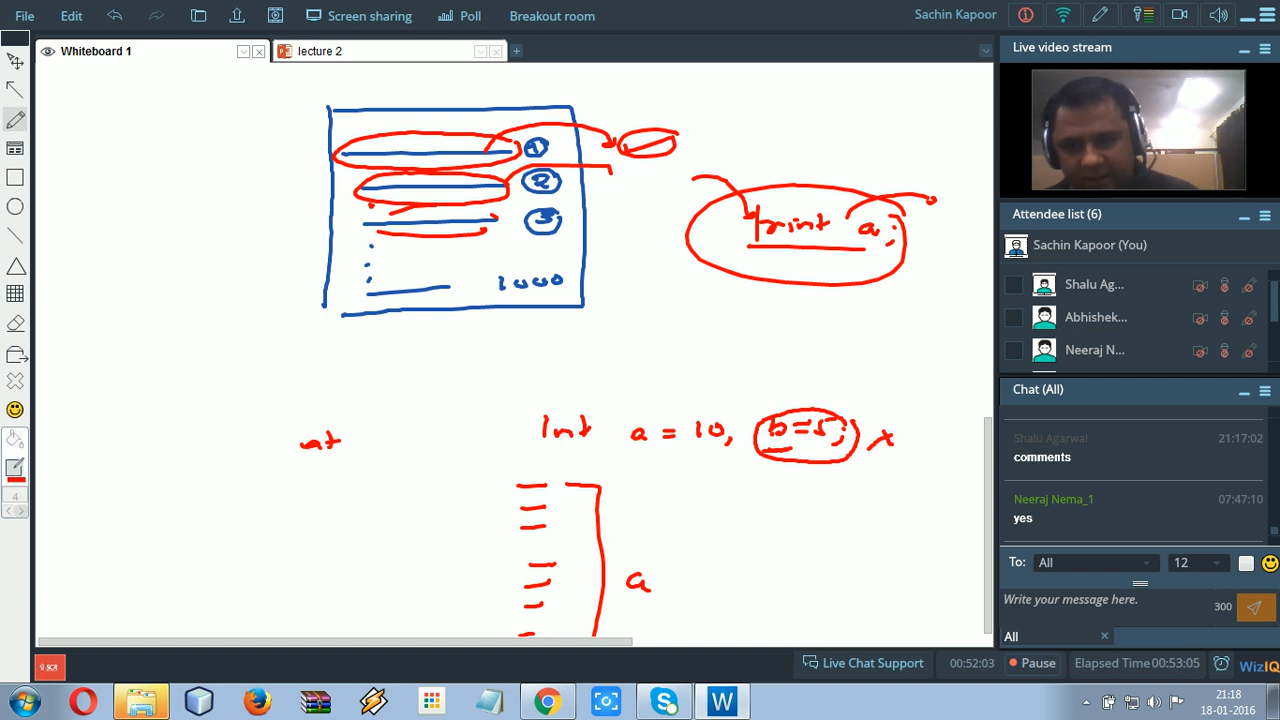 File Edit Screen sharing Poll Breakout room Sachin Kapoor
Whiteboard 1 lecture 2
Live video stream
1
2
3
1000
print a;
Int a = 10, b=5; x
a
Attendee list (6)
Sachin Kapoor (You)
Shalu Ag...
Abhishek...
Neeraj N...
Chat (All)
Shalu Agarwal 21:17:02
comments
Neeraj Nema_1 07:47:10
yes
To: All 12
Write your message here. 300
All
4
Live Chat Support 00:52:03 Pause Elapsed Time 00:53:05 WizIQ
21:18
18-01-2016